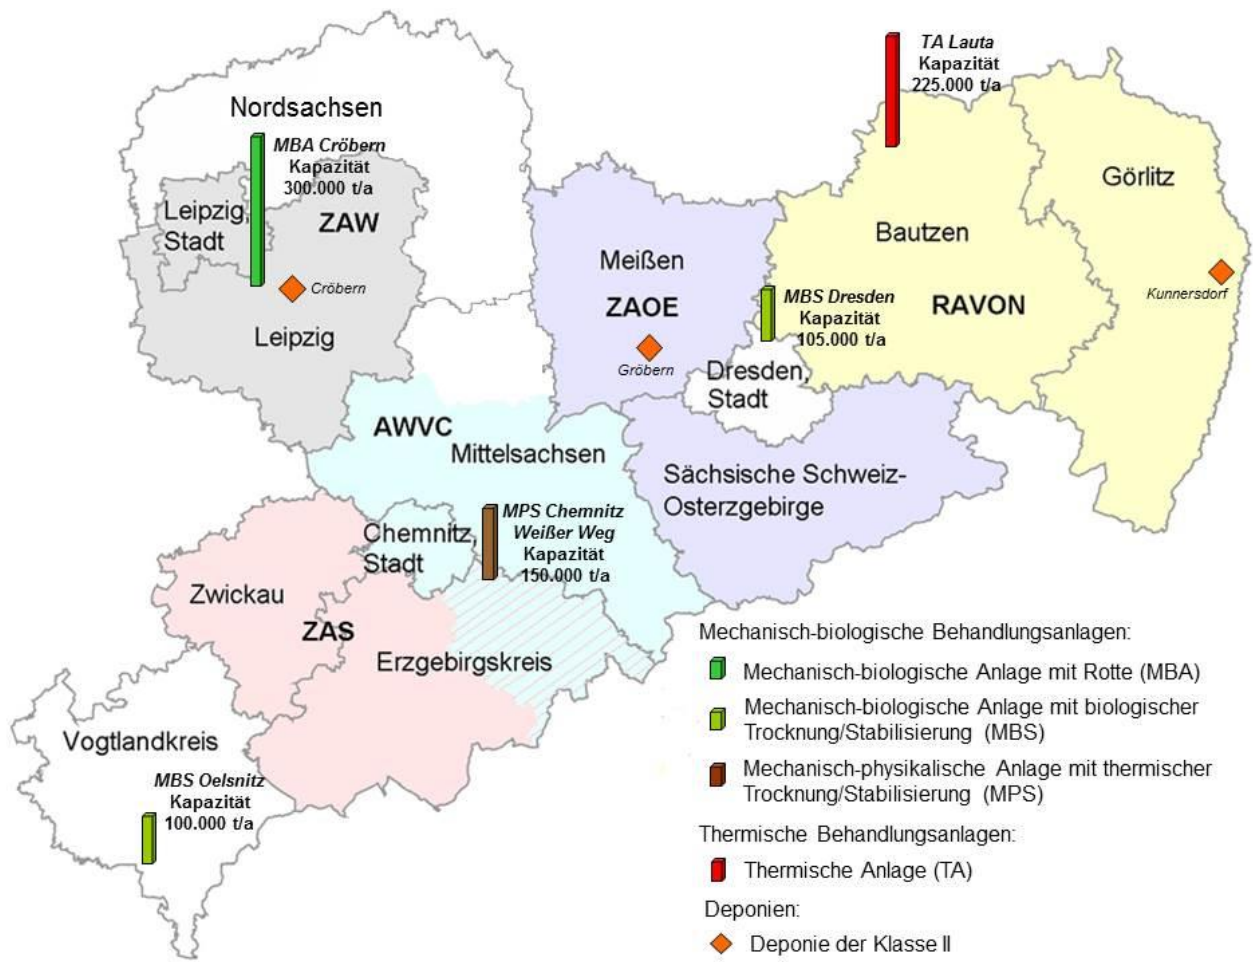 TA Lauta
Kapazität
225.000 t/a
Nordsachsen
MBA Cröbern
Kapazität
300.000 t/a
Görlitz
Leipzig,
Stadt
ZAW
Bautzen
Meißen
Cröbern
Kunnersdorf
MBS Dresden
Kapazität
105.000 t/a
ZAOE
RAVON
Leipzig
Gröbern
Dresden,
Stadt
AWVC
Mittelsachsen
Sächsische Schweiz-
Osterzgebirge
MPS Chemnitz
Weißer Weg
Kapazität
150.000 t/a
Chemnitz,
Stadt
Zwickau
ZAS
Erzgebirgskreis
Vogtlandkreis
MBS Oelsnitz
Kapazität
100.000 t/a
Mechanisch-biologische Behandlungsanlagen:
Mechanisch-biologische Anlage mit Rotte (MBA)
Mechanisch-biologische Anlage mit biologischer
Trocknung/Stabilisierung (MBS)
Mechanisch-physikalische Anlage mit thermischer
Trocknung/Stabilisierung (MPS)
Thermische Behandlungsanlagen:
Thermische Anlage (TA)
Deponien:
Deponie der Klasse II